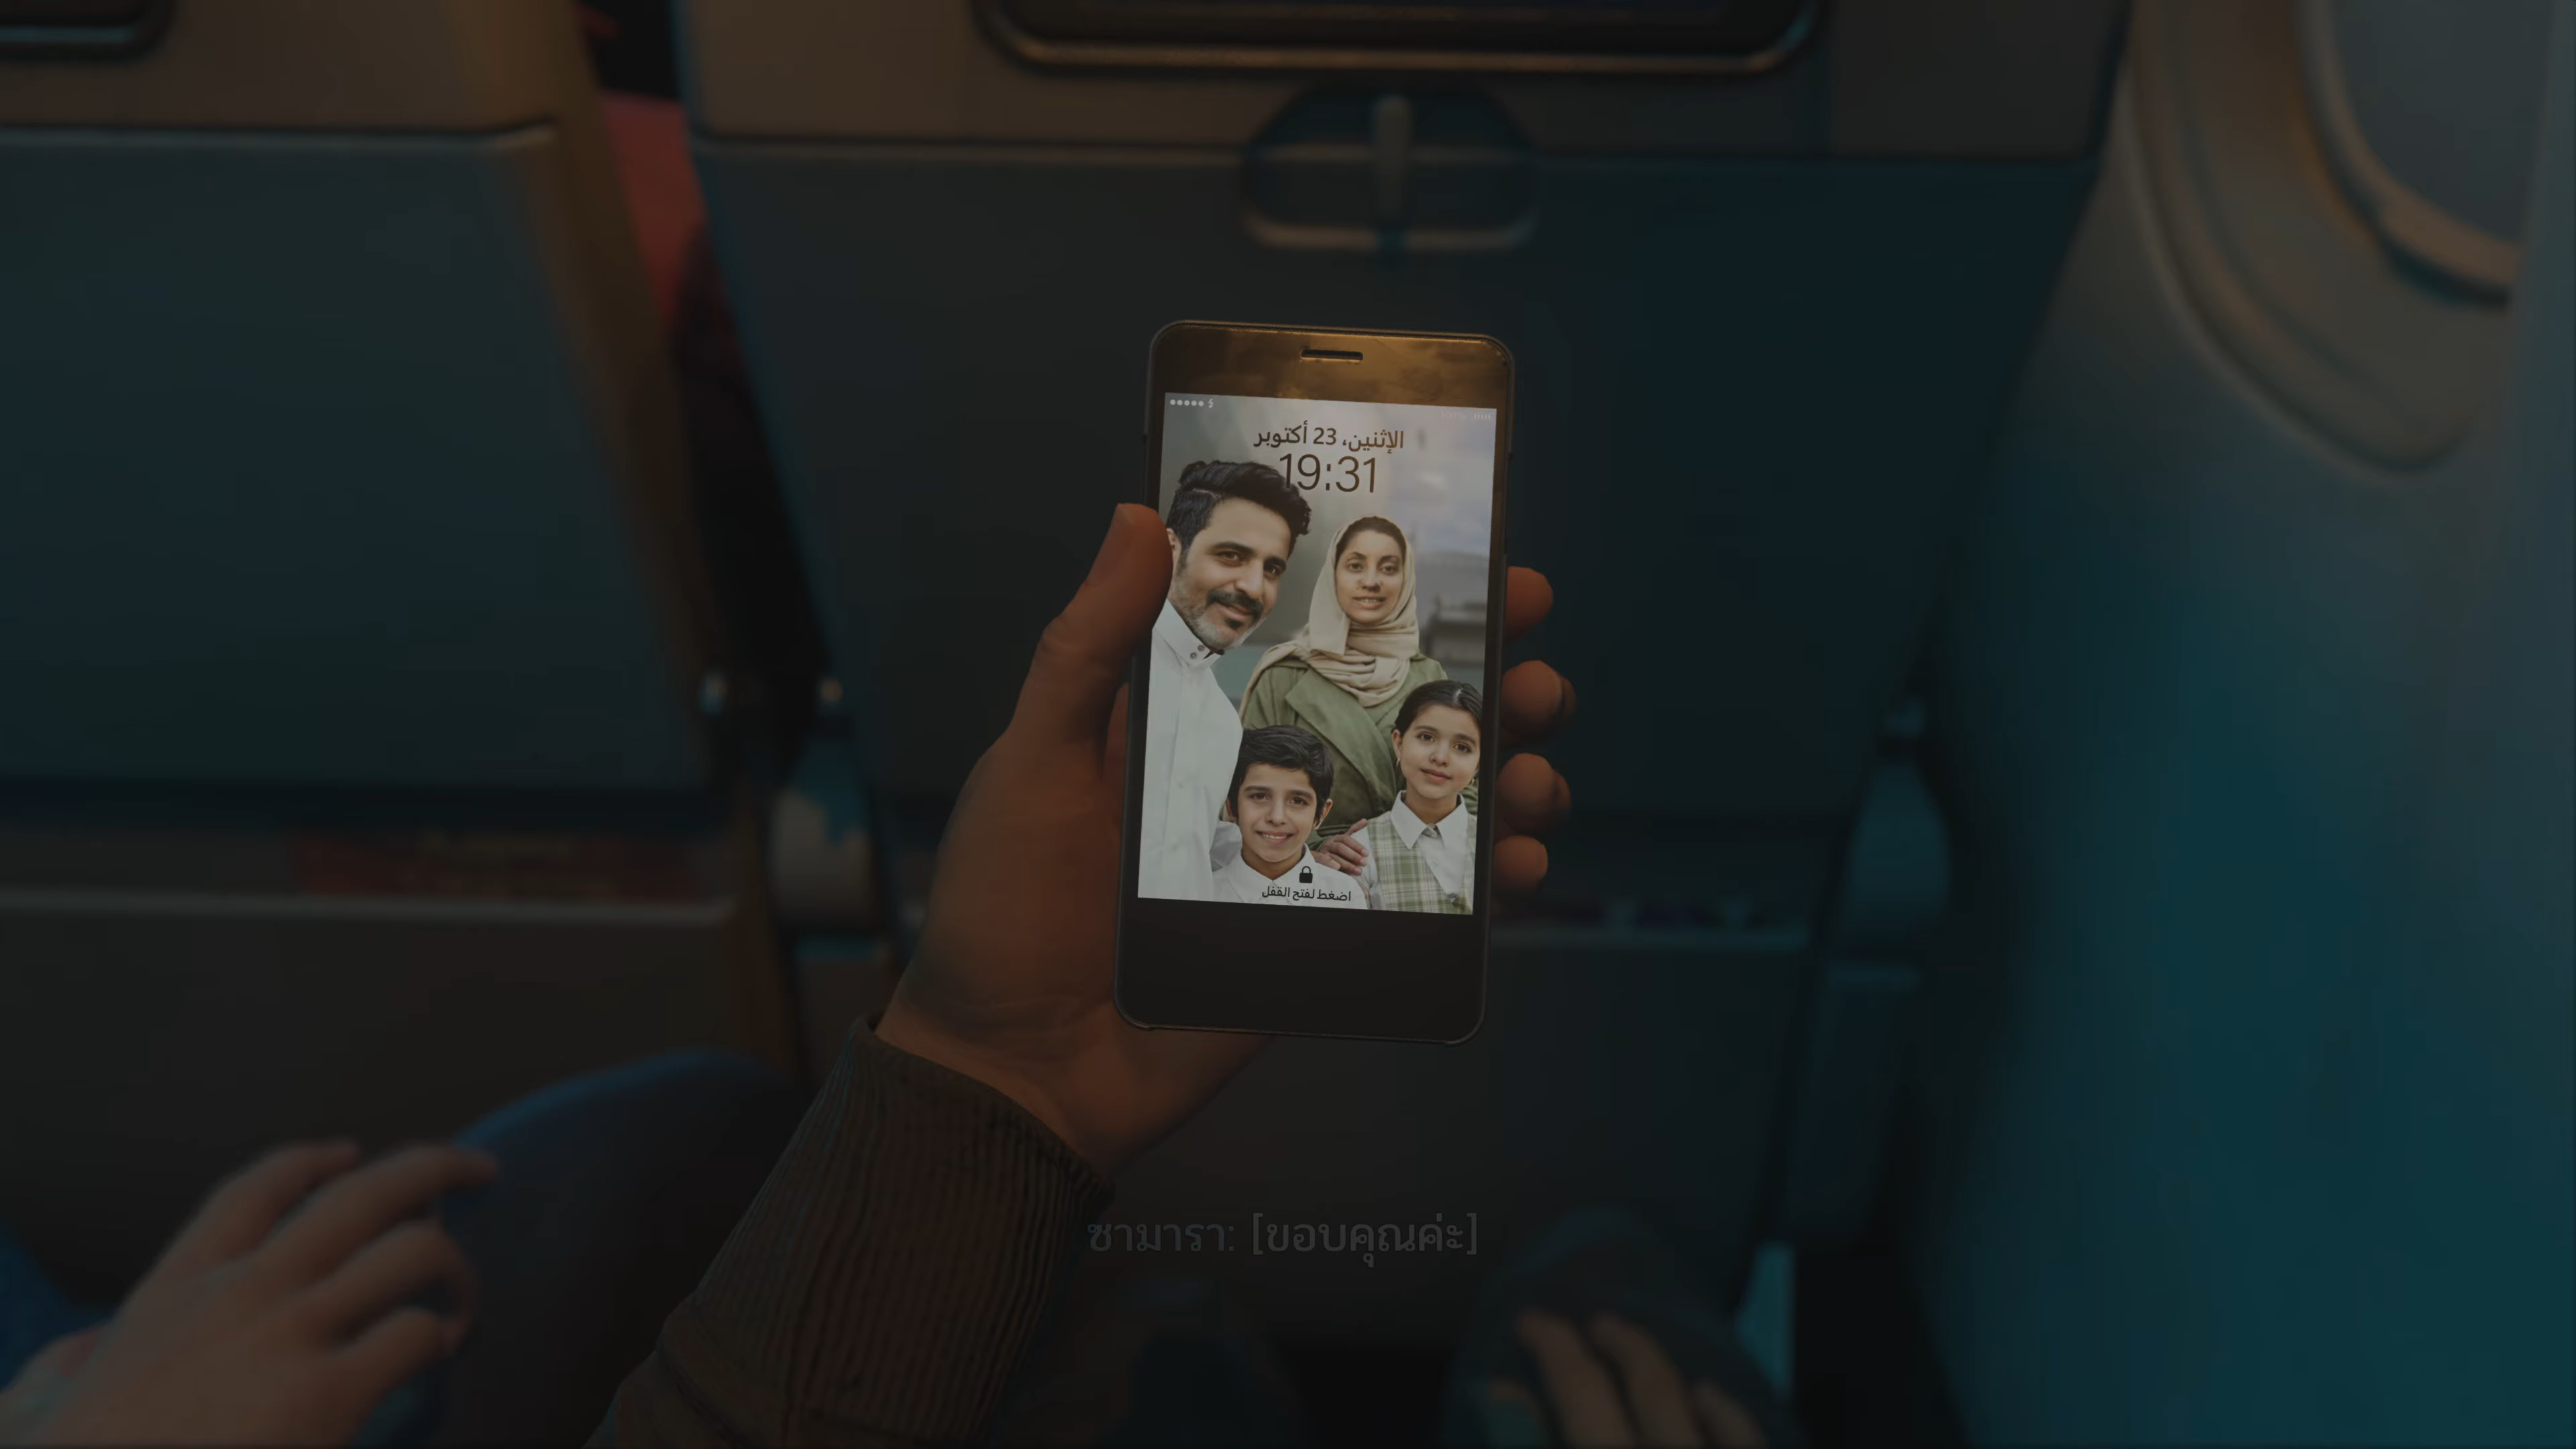 الإثنين، 23 أكتوبر
19:31
اضغط لفتح القفل
ซามารา: [ขอบคุณค่ะ]